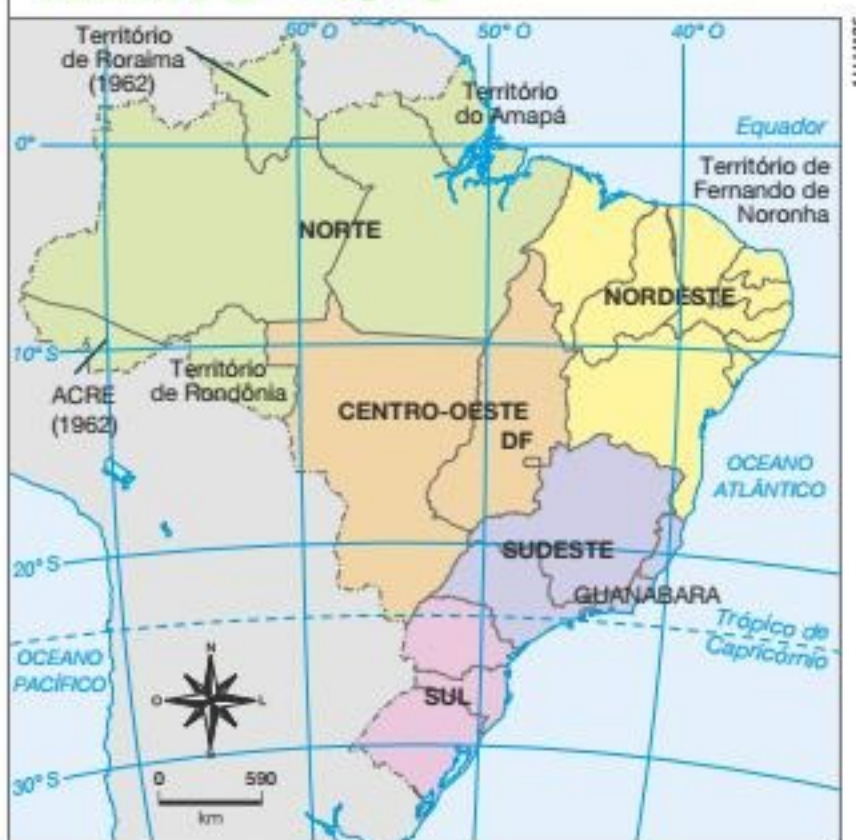 60° O
50° O
40° O
Território
de Roraima
(1962)
Território
do Amapá
0°
Equador
Território de
Fernando de
Noronha
NORTE
NORDESTE
10° S
ACRE
(1962)
Território
de Rondônia
CENTRO-OESTE
DF
OCEANO
ATLÂNTICO
20° S
SUDESTE
GUANABARA
Trópico de
Capricórnio
OCEANO
PACÍFICO
N
O
L
S
SUL
30° S
0 590
km